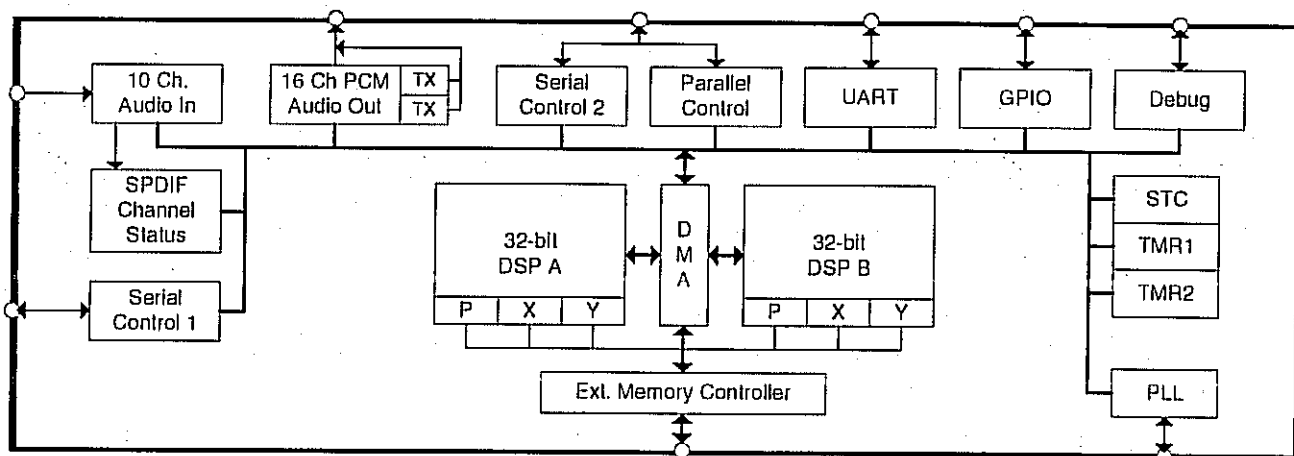 10 Ch.
Audio In
16 Ch PCM
Audio Out
TX
TX
Serial
Control 2
Parallel
Control
UART
GPIO
Debug
SPDIF
Channel
Status
Serial
Control 1
32-bit
DSP A
P X Y
D
M
A
32-bit
DSP B
P X Y
STC
TMR1
TMR2
Ext. Memory Controller
PLL